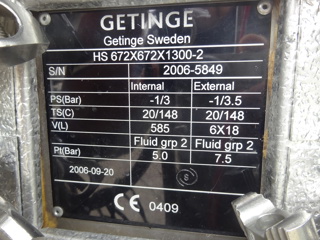 GETINGE
Getinge Sweden
HS 672X672X1300-2
S/N 2006-5849
Internal External
PS(Bar) -1/3 -1/3.5
TS(C) 20/148 20/148
V(L) 585 6X18
Fluid grp 2 Fluid grp 2
Pt(Bar) 5.0 7.5
2006-09-20
CE 0409